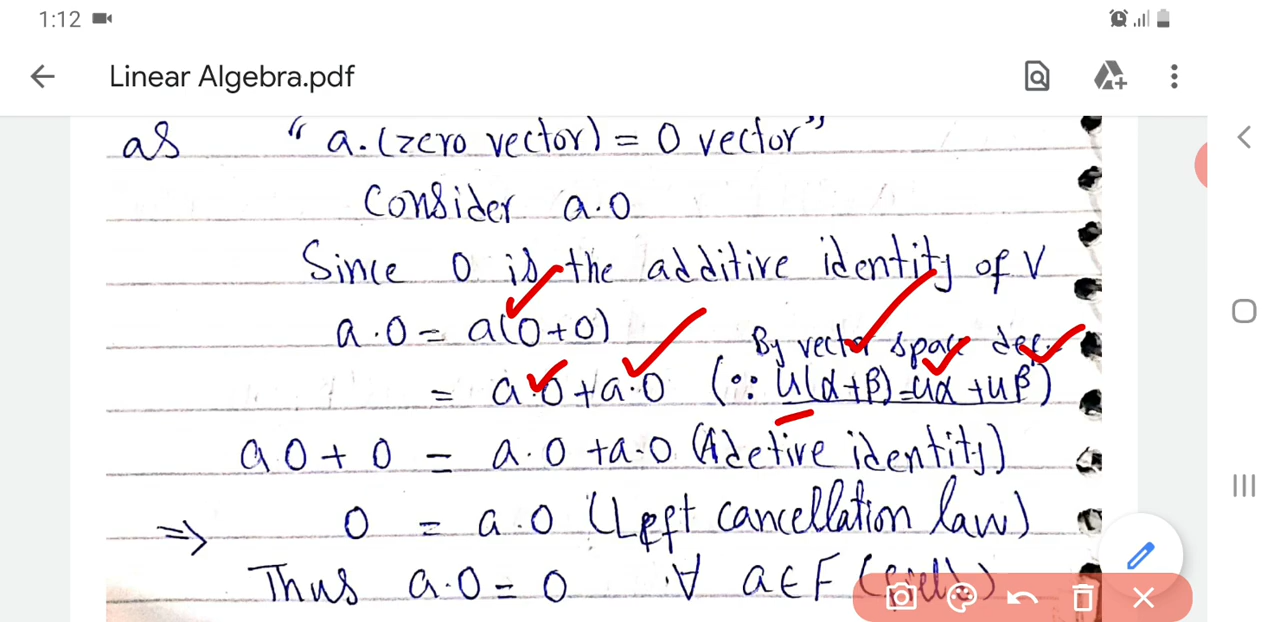 1:12
Linear Algebra.pdf
as " a.(zero vector) = 0 vector"
Consider a.0
Since 0 is the additive identity of V
a.0 = a(0+0)
By vector space def.
= a.0 + a.0 (∵ u(α+β)=uα+uβ)
a0 + 0 = a.0 + a.0 (Adetive identity)
⇒ 0 = a.0 (Left cancellation law)
Thus a.0 = 0 ∀ a∈F (field)